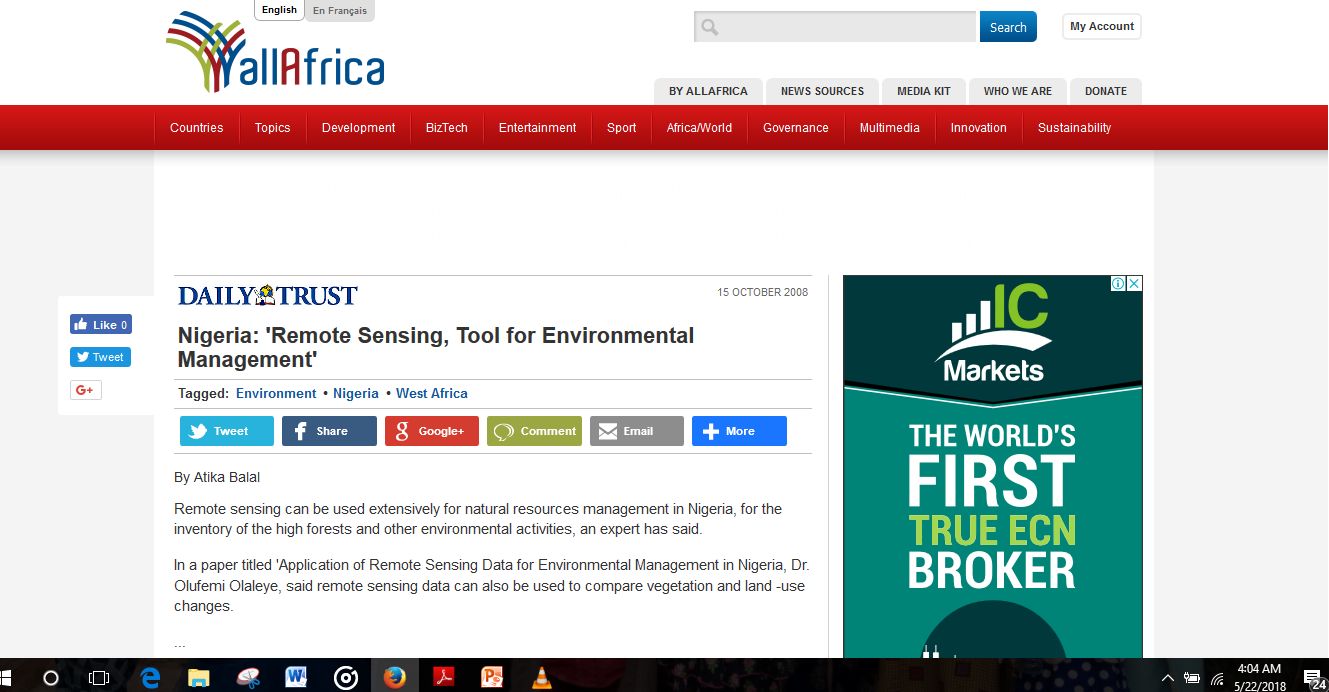 English
En Français
allAfrica
Search
My Account
BY ALLAFRICA
NEWS SOURCES
MEDIA KIT
WHO WE ARE
DONATE
Countries
Topics
Development
BizTech
Entertainment
Sport
Africa/World
Governance
Multimedia
Innovation
Sustainability
Like 0
Tweet
G+
DAILY TRUST
15 OCTOBER 2008
Nigeria: 'Remote Sensing, Tool for Environmental
Management'
Tagged: Environment • Nigeria • West Africa
Tweet
Share
Google+
Comment
Email
More
By Atika Balal
Remote sensing can be used extensively for natural resources management in Nigeria, for the
inventory of the high forests and other environmental activities, an expert has said.
In a paper titled 'Application of Remote Sensing Data for Environmental Management in Nigeria, Dr.
Olufemi Olaleye, said remote sensing data can also be used to compare vegetation and land -use
changes.
...
IC
Markets
THE WORLD'S
FIRST
TRUE ECN
BROKER
4:04 AM
5/22/2018
24